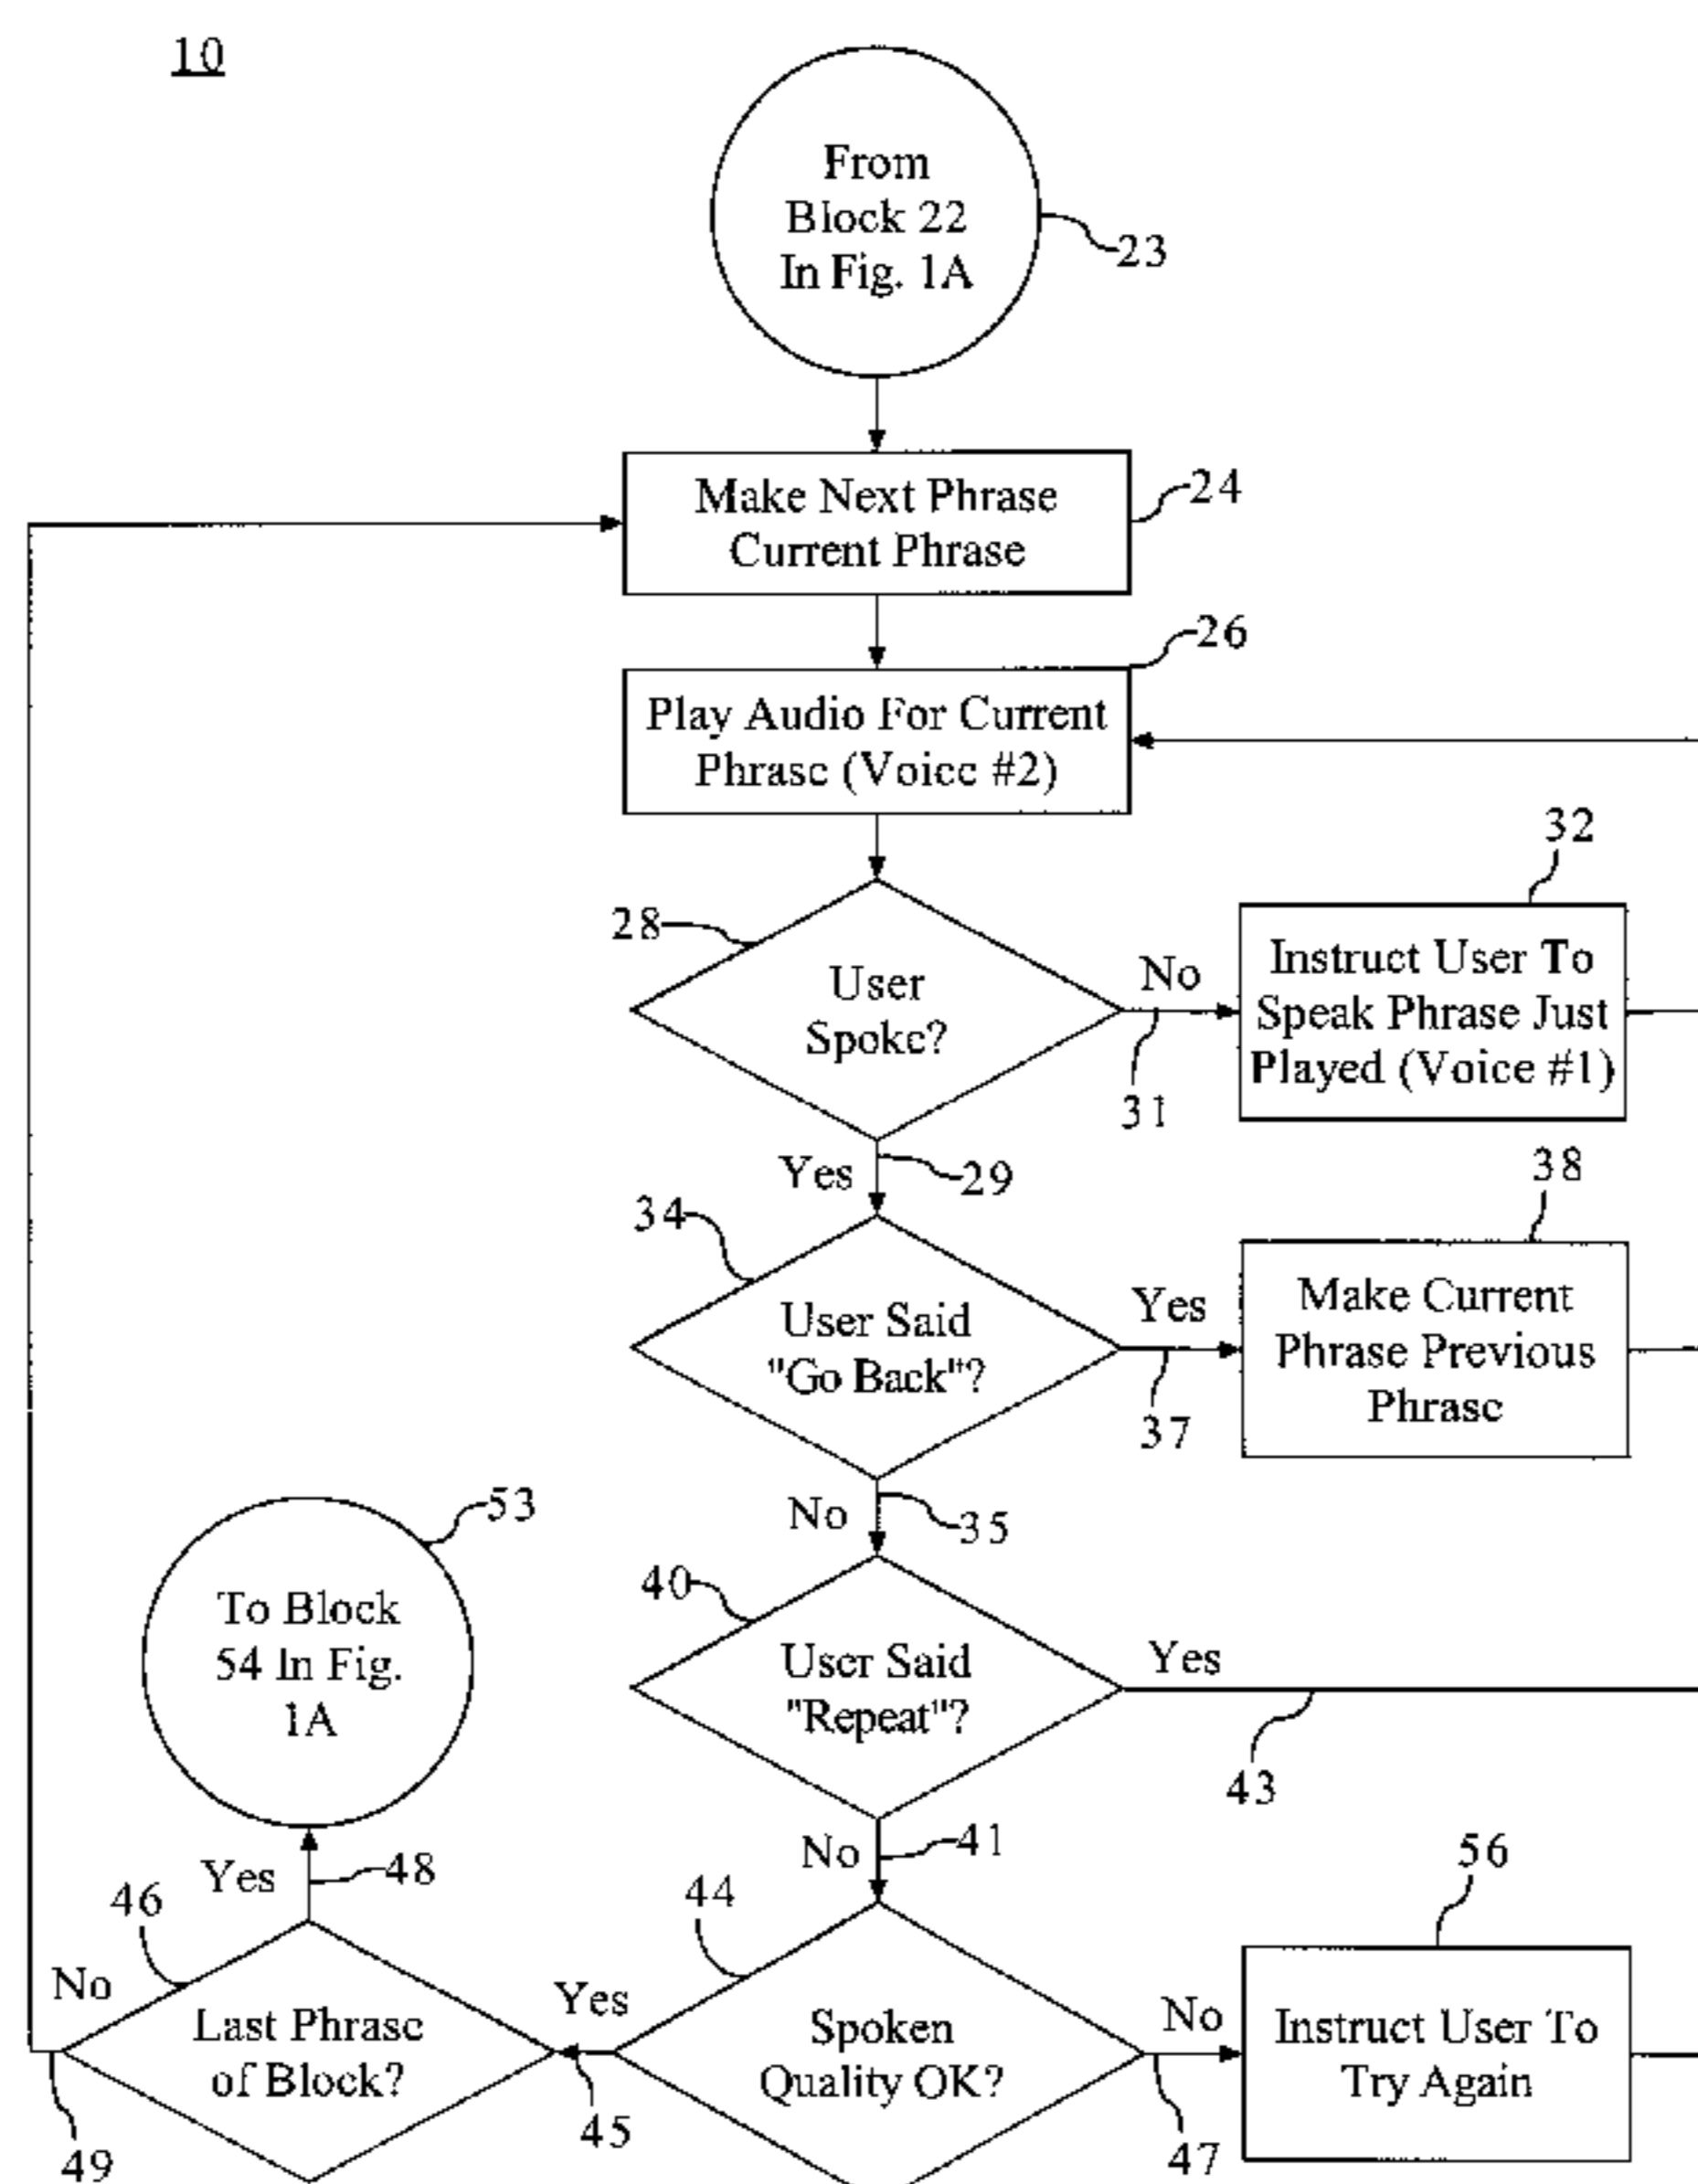 10
From
Block 22
In Fig. 1A
23
Make Next Phrase
Current Phrase
24
26
Play Audio For Current
Phrase (Voice #2)
32
28
User
Spoke?
No
31
Instruct User To
Speak Phrase Just
Played (Voice #1)
Yes
29
38
34
User Said
"Go Back"?
Yes
37
Make Current
Phrase Previous
Phrase
No
35
53
To Block
54 In Fig.
1A
40
User Said
"Repeat"?
Yes
43
No
41
Yes
48
46
44
56
No
Last Phrase
of Block?
49
Yes
45
Spoken
Quality OK?
No
47
Instruct User To
Try Again